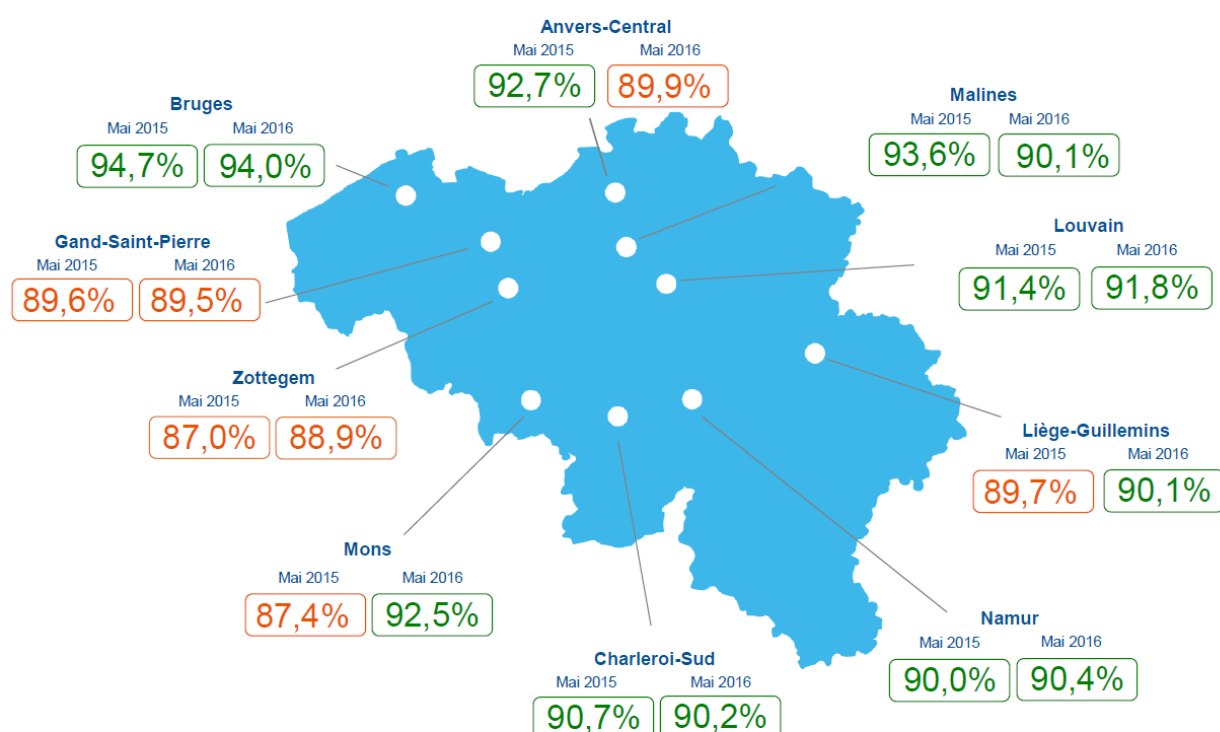 Anvers-Central
Mai 2015 Mai 2016
92,7% 89,9%
Bruges
Mai 2015 Mai 2016
94,7% 94,0%
Malines
Mai 2015 Mai 2016
93,6% 90,1%
Gand-Saint-Pierre
Mai 2015 Mai 2016
89,6% 89,5%
Louvain
Mai 2015 Mai 2016
91,4% 91,8%
Zottegem
Mai 2015 Mai 2016
87,0% 88,9%
Liège-Guillemins
Mai 2015 Mai 2016
89,7% 90,1%
Mons
Mai 2015 Mai 2016
87,4% 92,5%
Namur
Mai 2015 Mai 2016
90,0% 90,4%
Charleroi-Sud
Mai 2015 Mai 2016
90,7% 90,2%